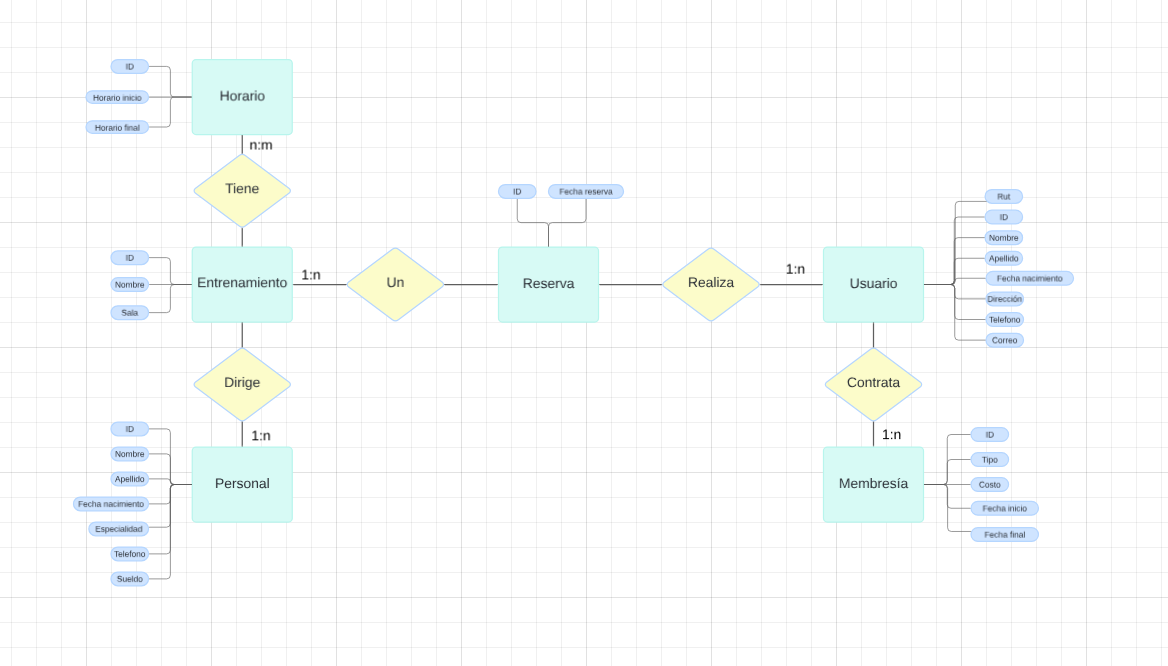 ID
Horario inicio
Horario final
Horario
n:m
Tiene
ID
Nombre
Sala
Entrenamiento
1:n
Un
ID
Fecha reserva
Reserva
Realiza
1:n
Usuario
Rut
ID
Nombre
Apellido
Fecha nacimiento
Dirección
Telefono
Correo
Dirige
1:n
ID
Nombre
Apellido
Fecha nacimiento
Especialidad
Telefono
Sueldo
Personal
Contrata
1:n
Membresía
ID
Tipo
Costo
Fecha inicio
Fecha final